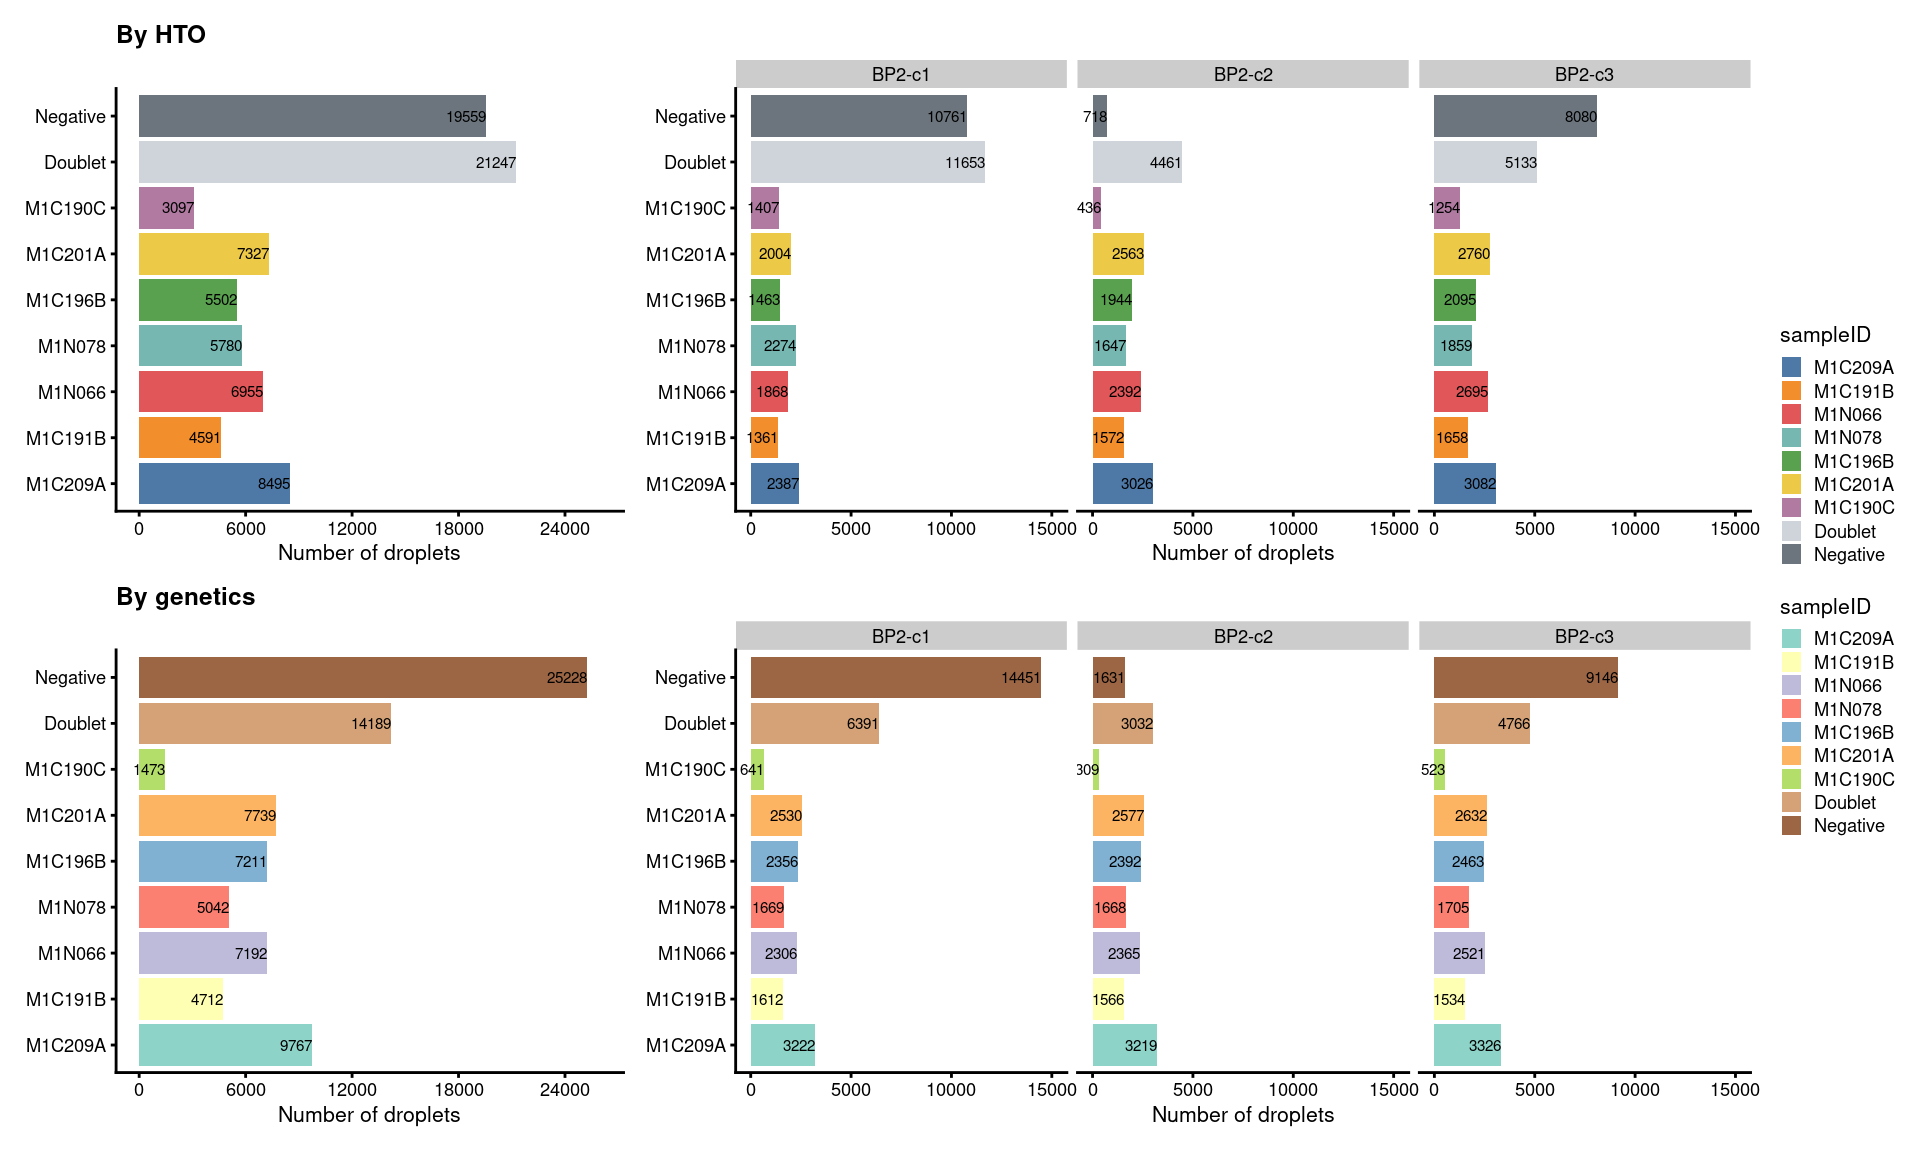 By HTO
BP2-c1 BP2-c2 BP2-c3
Negative 19559 Negative 10761 718 8080
Doublet 21247 Doublet 11653 4461 5133
M1C190C 3097 M1C190C 1407 436 1254
M1C201A 7327 M1C201A 2004 2563 2760
M1C196B 5502 M1C196B 1463 1944 2095
M1N078 5780 M1N078 2274 1647 1859
M1N066 6955 M1N066 1868 2392 2695
M1C191B 4591 M1C191B 1361 1572 1658
M1C209A 8495 M1C209A 2387 3026 3082
0 6000 12000 18000 24000 0 5000 10000 15000 0 5000 10000 15000 0 5000 10000 15000
Number of droplets Number of droplets
sampleID
M1C209A
M1C191B
M1N066
M1N078
M1C196B
M1C201A
M1C190C
Doublet
Negative
By genetics
BP2-c1 BP2-c2 BP2-c3
Negative 25228 Negative 14451 1631 9146
Doublet 14189 Doublet 6391 3032 4766
M1C190C 1473 M1C190C 641 309 523
M1C201A 7739 M1C201A 2530 2577 2632
M1C196B 7211 M1C196B 2356 2392 2463
M1N078 5042 M1N078 1669 1668 1705
M1N066 7192 M1N066 2306 2365 2521
M1C191B 4712 M1C191B 1612 1566 1534
M1C209A 9767 M1C209A 3222 3219 3326
0 6000 12000 18000 24000 0 5000 10000 15000 0 5000 10000 15000 0 5000 10000 15000
Number of droplets Number of droplets
sampleID
M1C209A
M1C191B
M1N066
M1N078
M1C196B
M1C201A
M1C190C
Doublet
Negative